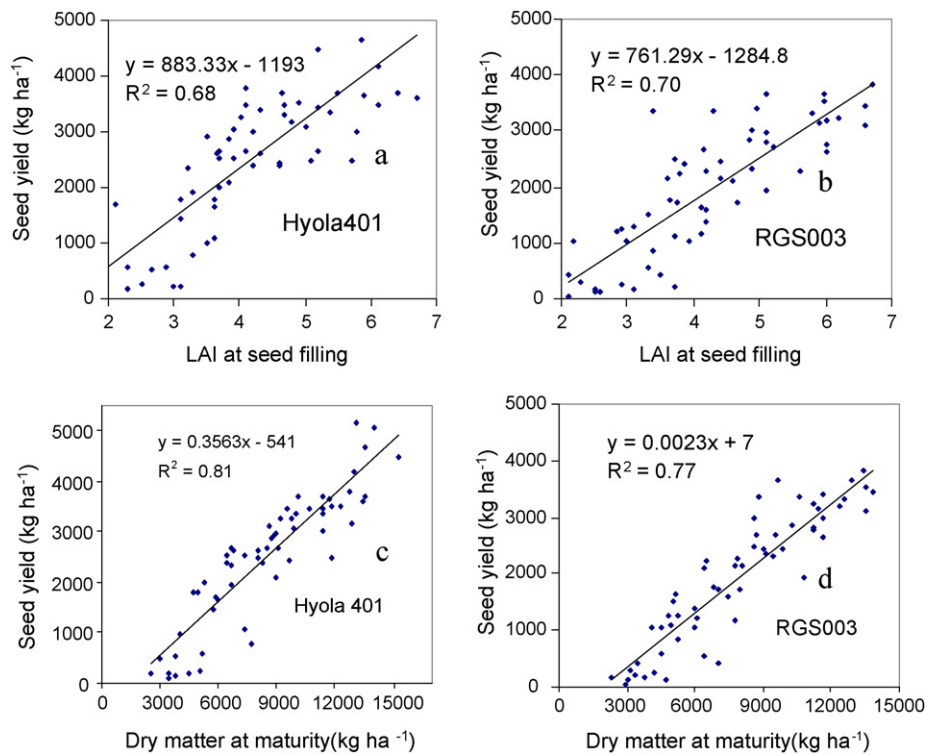 5000
4000
3000
2000
1000
0
Seed yield (kg ha⁻¹)
y = 883.33x - 1193
R² = 0.68
a
Hyola401
2 3 4 5 6 7
LAI at seed filling
5000
4000
3000
2000
1000
0
Seed yield (kg ha⁻¹)
y = 761.29x - 1284.8
R² = 0.70
b
RGS003
2 3 4 5 6 7
LAI at seed filling
5000
4000
3000
2000
1000
0
Seed yield (kg ha⁻¹)
y = 0.3563x - 541
R² = 0.81
c
Hyola 401
0 3000 6000 9000 12000 15000
Dry matter at maturity(kg ha ⁻¹)
5000
4000
3000
2000
1000
0
Seed yield (kg ha⁻¹)
y = 0.0023x + 7
R² = 0.77
d
RGS003
0 3000 6000 9000 12000 15000
Dry matter at maturity(kg ha ⁻¹)